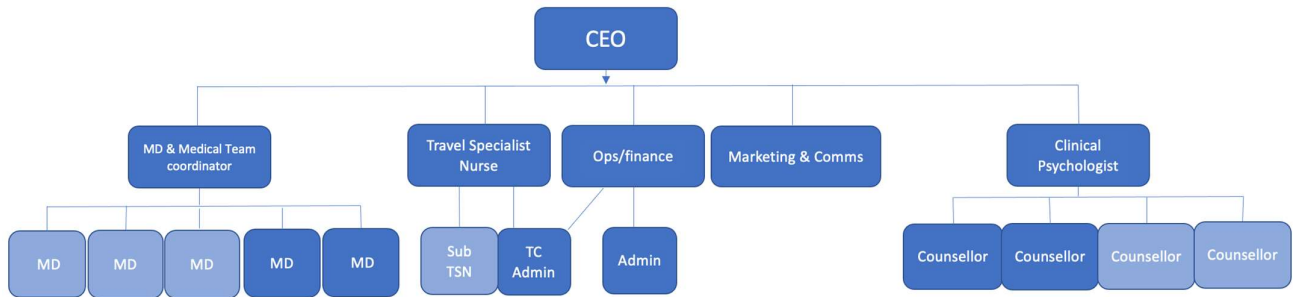 CEO
MD & Medical Team
coordinator
Travel Specialist
Nurse
Ops/finance
Marketing & Comms
Clinical
Psychologist
MD
MD
MD
MD
MD
Sub
TSN
TC
Admin
Admin
Counsellor
Counsellor
Counsellor
Counsellor